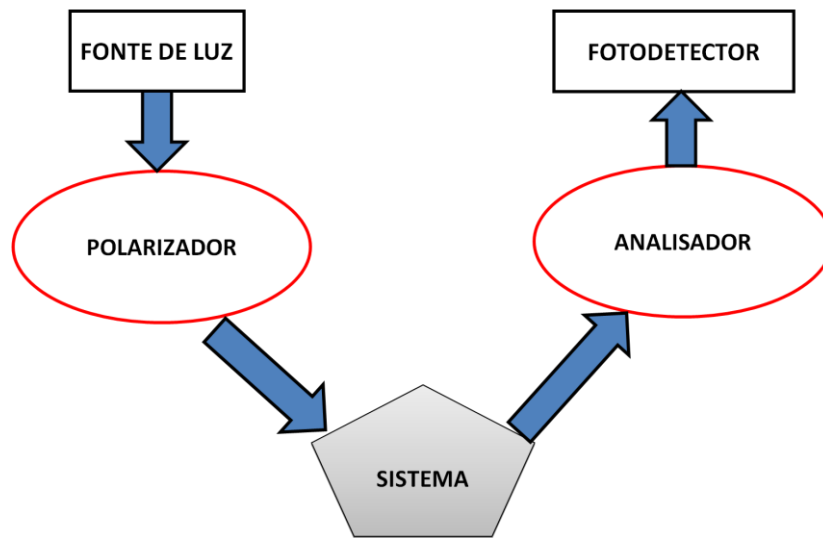 FONTE DE LUZ
FOTODETECTOR
POLARIZADOR
ANALISADOR
SISTEMA